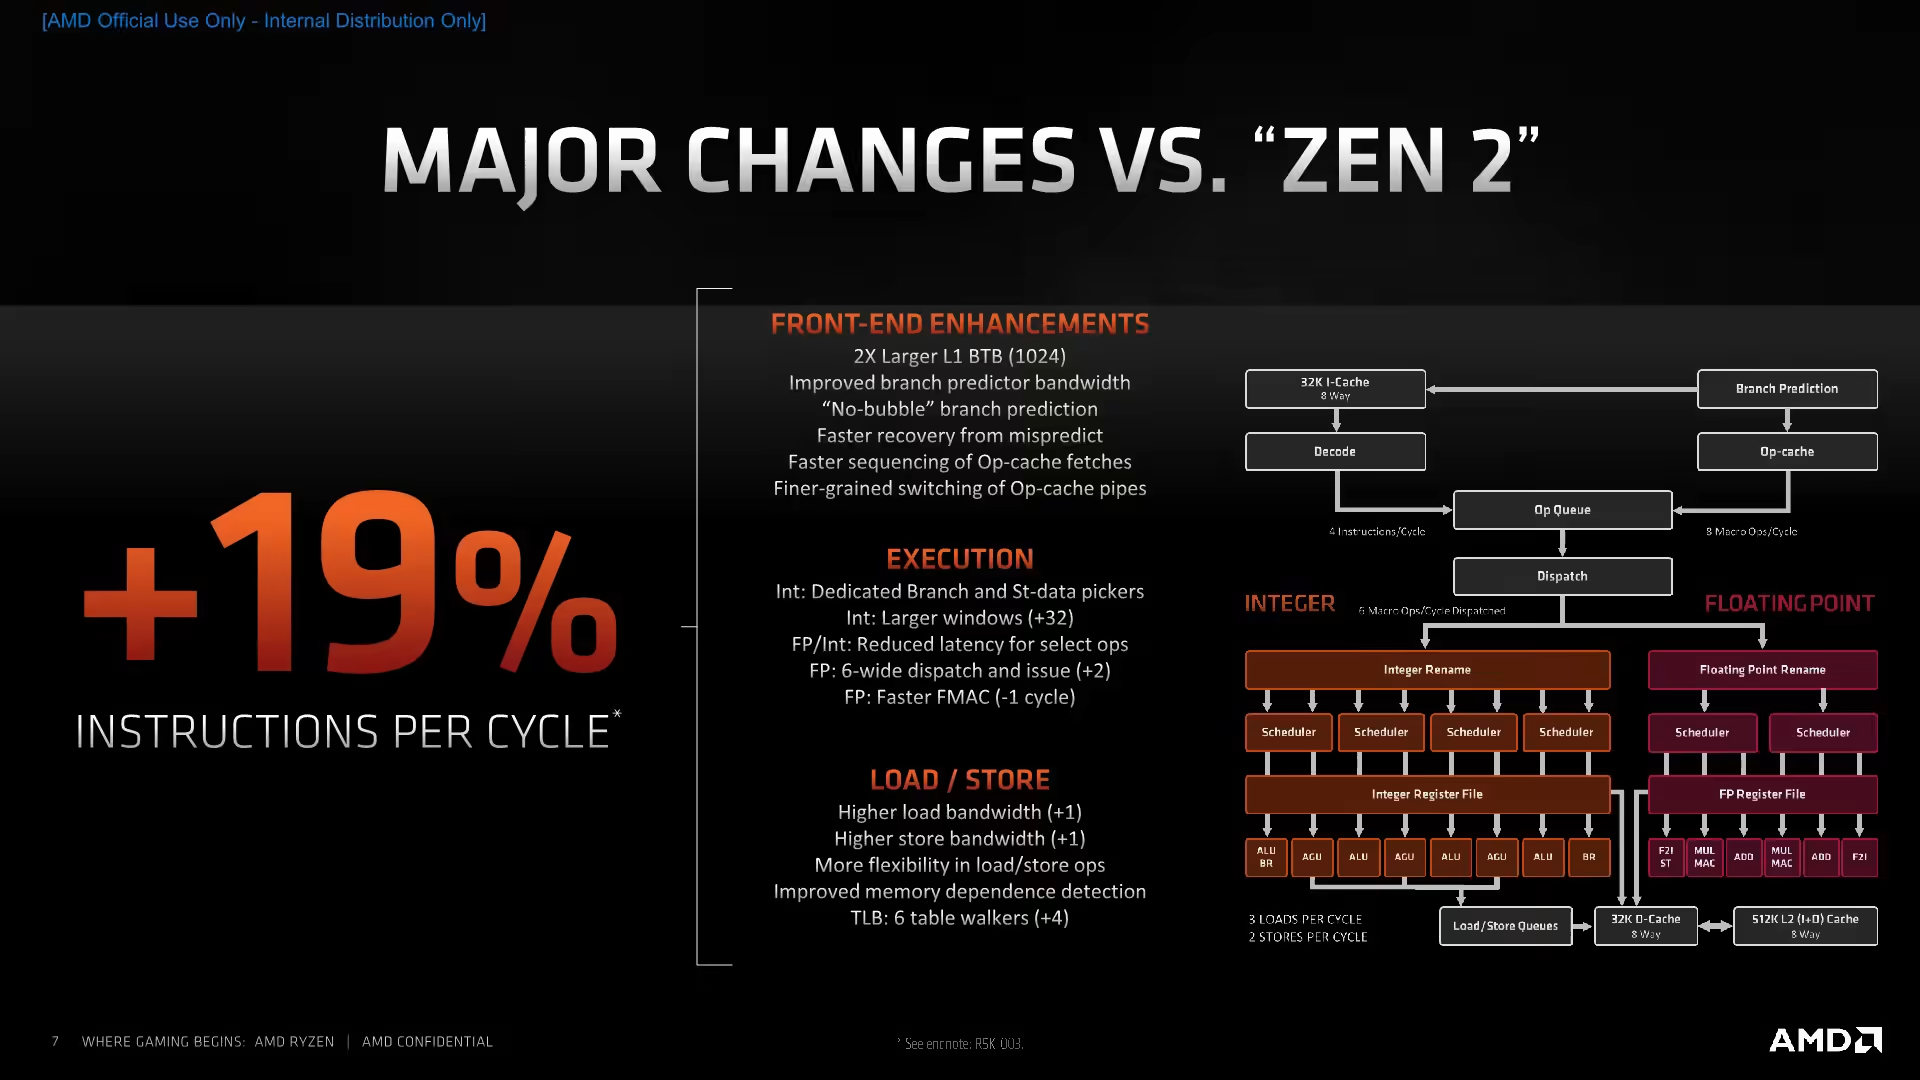 [AMD Official Use Only - Internal Distribution Only]
MAJOR CHANGES VS. “ZEN 2”
+19%
INSTRUCTIONS PER CYCLE*
FRONT-END ENHANCEMENTS
2X Larger L1 BTB (1024)
Improved branch predictor bandwidth
“No-bubble” branch prediction
Faster recovery from mispredict
Faster sequencing of Op-cache fetches
Finer-grained switching of Op-cache pipes
EXECUTION
Int: Dedicated Branch and St-data pickers
Int: Larger windows (+32)
FP/Int: Reduced latency for select ops
FP: 6-wide dispatch and issue (+2)
FP: Faster FMAC (-1 cycle)
LOAD / STORE
Higher load bandwidth (+1)
Higher store bandwidth (+1)
More flexibility in load/store ops
Improved memory dependence detection
TLB: 6 table walkers (+4)
32K I-Cache
8 Way
Branch Prediction
Decode
Op-cache
Op Queue
4 Instructions/Cycle
8 Macro Ops/Cycle
Dispatch
INTEGER
6 Macro Ops/Cycle Dispatched
FLOATING POINT
Integer Rename
Floating Point Rename
Scheduler Scheduler Scheduler Scheduler
Scheduler Scheduler
Integer Register File
FP Register File
ALU BR
AGU
ALU
AGU
ALU
AGU
ALU
BR
F2I ST
MUL MAC
ADD
MUL MAC
ADD
F2I
3 LOADS PER CYCLE
2 STORES PER CYCLE
Load/Store Queues
32K D-Cache
8 Way
512K L2 (I+D) Cache
8 Way
7 WHERE GAMING BEGINS: AMD RYZEN | AMD CONFIDENTIAL
* See endnote: R5K-003.
AMD